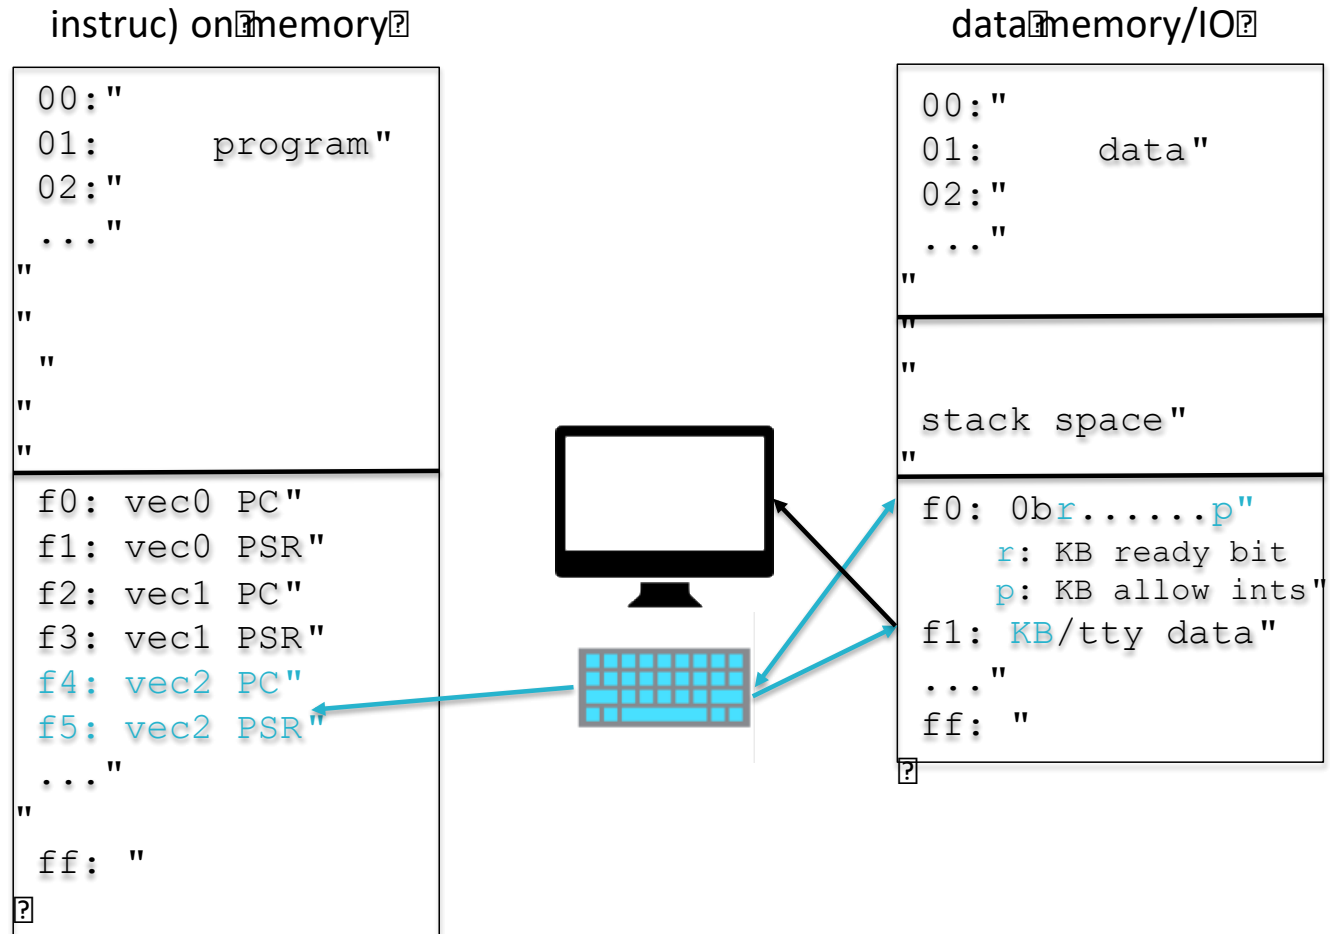 instruc) on⍰memory⍰
00:"
01:      program"
02:"
..."
"
"
"
"
"
f0: vec0 PC"
f1: vec0 PSR"
f2: vec1 PC"
f3: vec1 PSR"
f4: vec2 PC"
f5: vec2 PSR"
..."
"
ff: "
⍰
data⍰memory/IO⍰
00:"
01:      data"
02:"
..."
"
"
"
stack space"
"
f0: 0br......p"
r: KB ready bit
p: KB allow ints"
f1: KB/tty data"
..."
ff: "
⍰